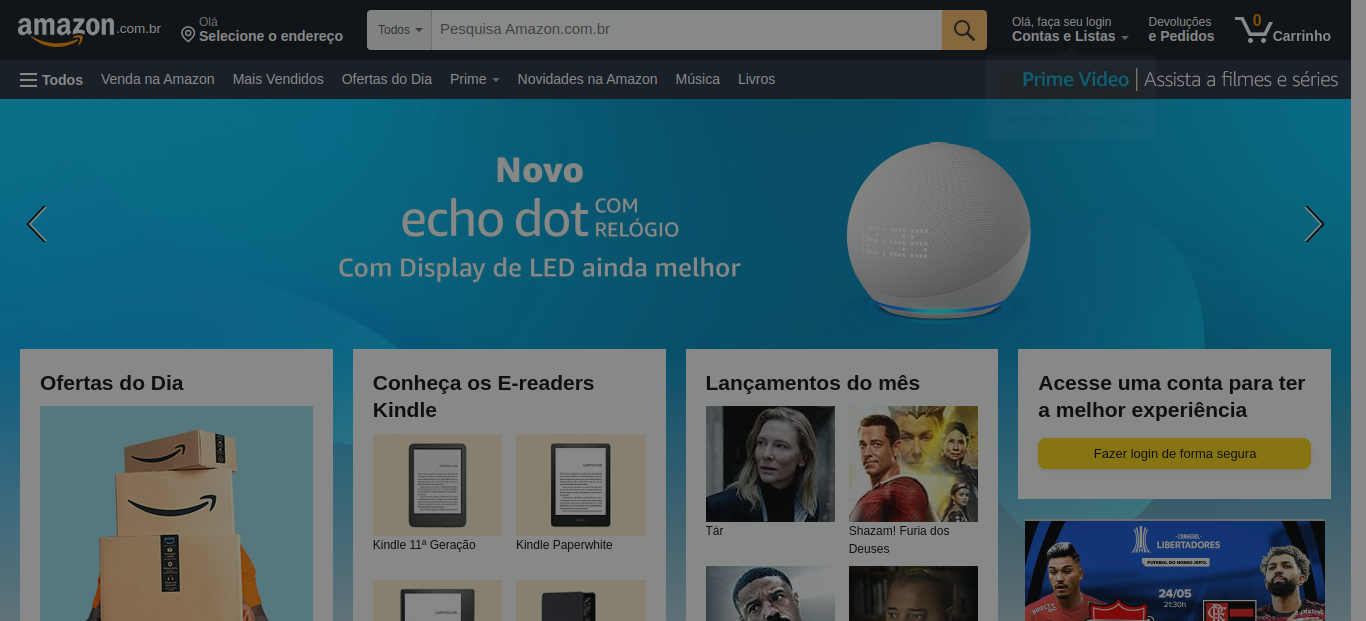 amazon.com.br
Olá
Selecione o endereço
Todos
Pesquisa Amazon.com.br
Olá, faça seu login
Contas e Listas
Devoluções
e Pedidos
0
Carrinho
Todos
Venda na Amazon
Mais Vendidos
Ofertas do Dia
Prime
Novidades na Amazon
Música
Livros
Prime Video | Assista a filmes e séries
Novo
echo dot COM
RELÓGIO
Com Display de LED ainda melhor
Ofertas do Dia
Conheça os E-readers
Kindle
Kindle 11ª Geração
Kindle Paperwhite
Lançamentos do mês
Tár
Shazam! Furia dos
Deuses
Acesse uma conta para ter
a melhor experiência
Fazer login de forma segura
CONMEBOL
LIBERTADORES
FUTEBOL DO NOSSO JEITO.
24/05
21:30h